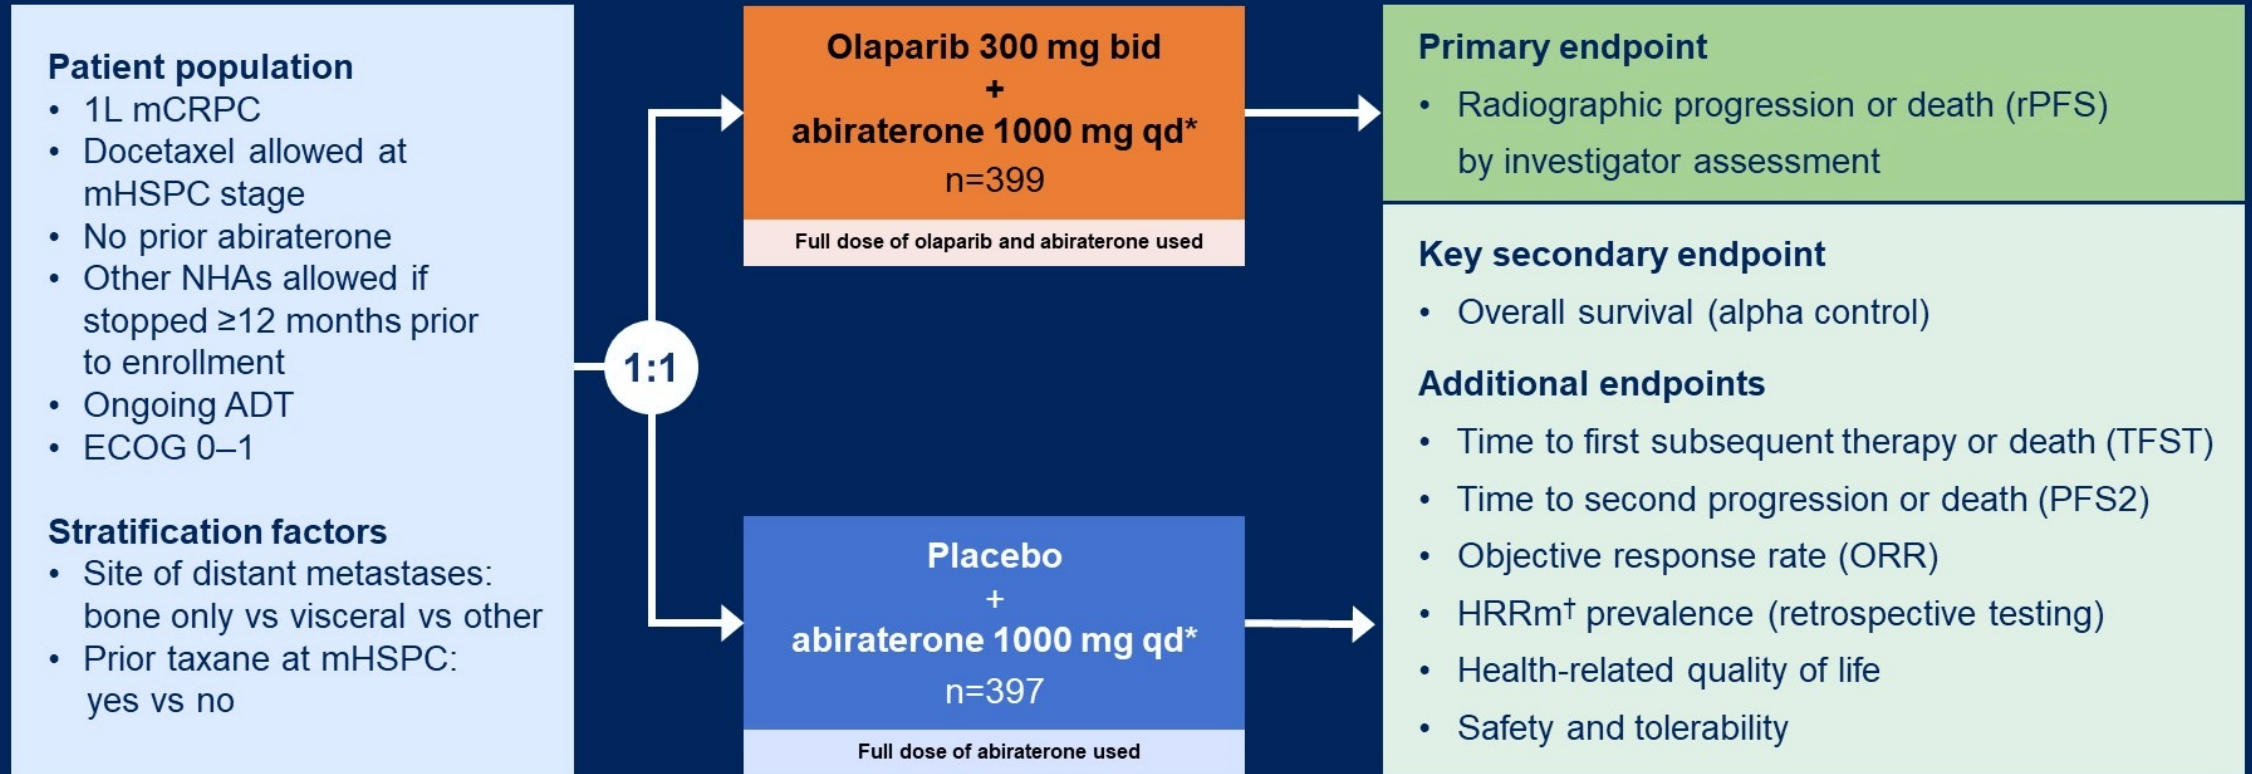 Patient population
• 1L mCRPC
• Docetaxel allowed at
mHSPC stage
• No prior abiraterone
• Other NHAs allowed if
stopped ≥12 months prior
to enrollment
• Ongoing ADT
• ECOG 0–1
Stratification factors
• Site of distant metastases:
bone only vs visceral vs other
• Prior taxane at mHSPC:
yes vs no
1:1
Olaparib 300 mg bid
+
abiraterone 1000 mg qd*
n=399
Full dose of olaparib and abiraterone used
Placebo
+
abiraterone 1000 mg qd*
n=397
Full dose of abiraterone used
Primary endpoint
• Radiographic progression or death (rPFS)
by investigator assessment
Key secondary endpoint
• Overall survival (alpha control)
Additional endpoints
• Time to first subsequent therapy or death (TFST)
• Time to second progression or death (PFS2)
• Objective response rate (ORR)
• HRRm† prevalence (retrospective testing)
• Health-related quality of life
• Safety and tolerability